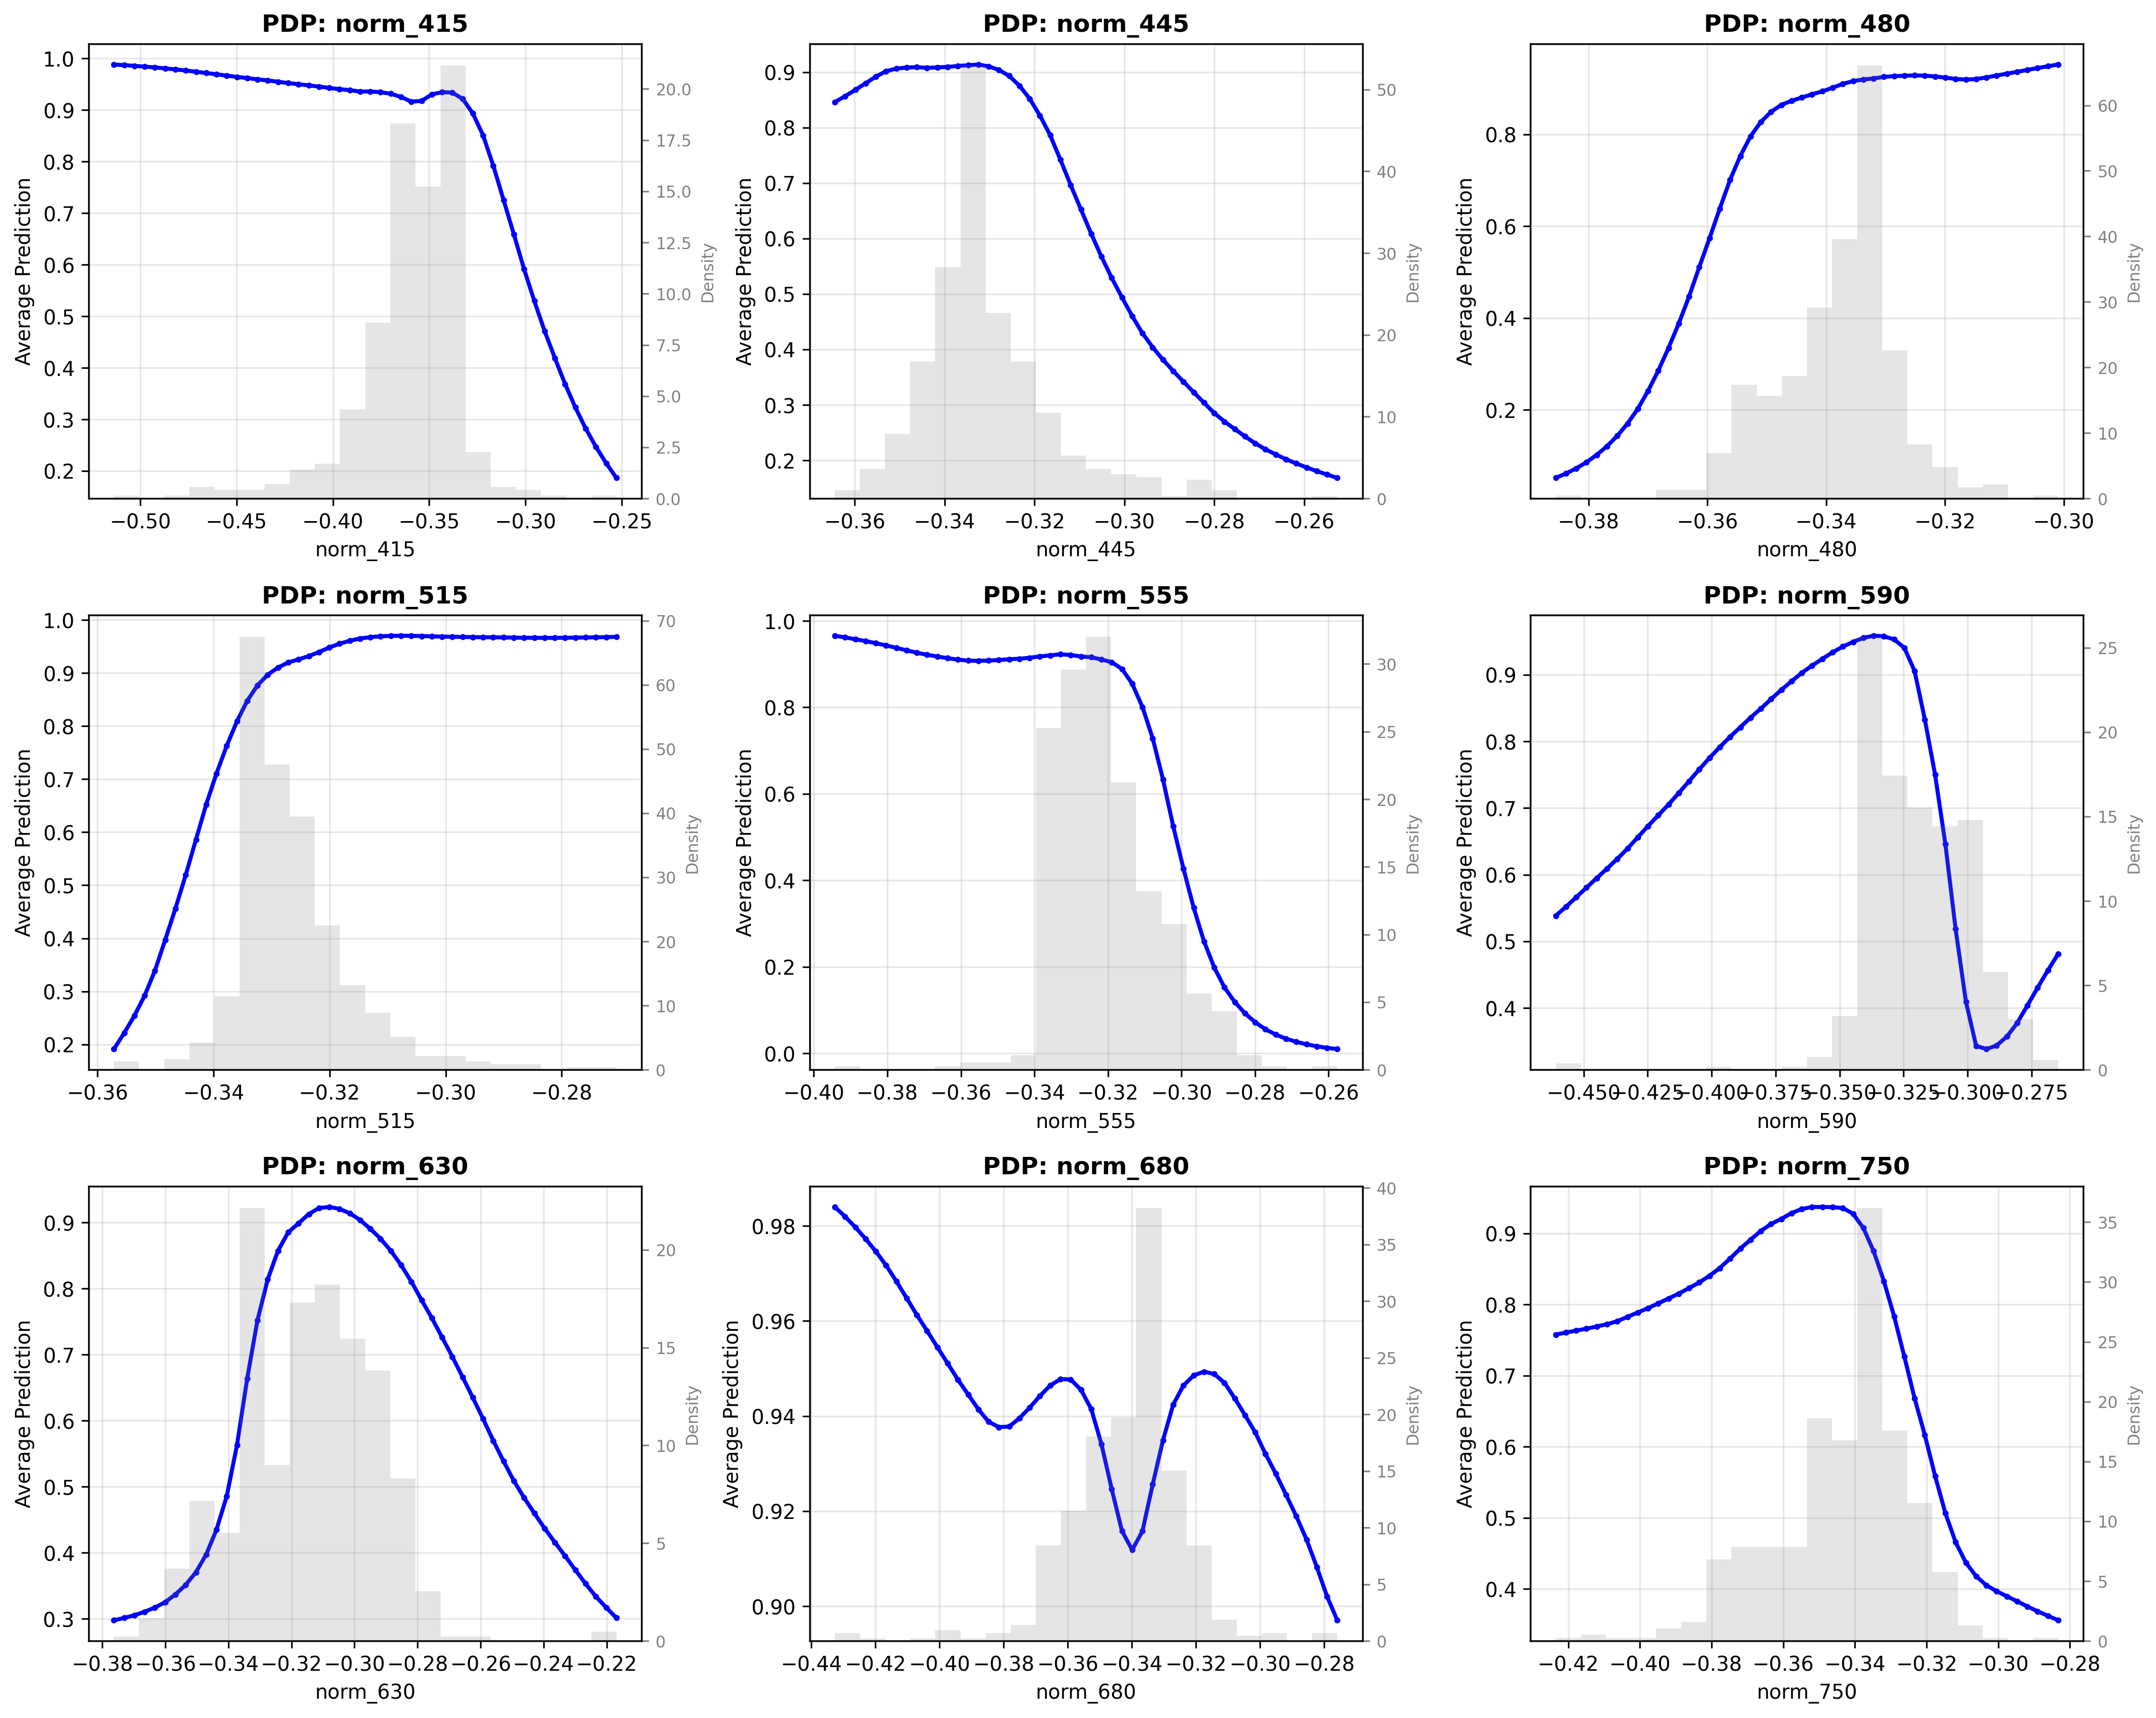 PDP: norm_415
1.0
0.9
0.8
0.7
0.6
0.5
0.4
0.3
0.2
Average Prediction
20.0
17.5
15.0
12.5
10.0
7.5
5.0
2.5
0.0
Density
−0.50 −0.45 −0.40 −0.35 −0.30 −0.25
norm_415
PDP: norm_445
0.9
0.8
0.7
0.6
0.5
0.4
0.3
0.2
Average Prediction
50
40
30
20
10
0
Density
−0.36 −0.34 −0.32 −0.30 −0.28 −0.26
norm_445
PDP: norm_480
0.8
0.6
0.4
0.2
Average Prediction
60
50
40
30
20
10
0
Density
−0.38 −0.36 −0.34 −0.32 −0.30
norm_480
PDP: norm_515
1.0
0.9
0.8
0.7
0.6
0.5
0.4
0.3
0.2
Average Prediction
70
60
50
40
30
20
10
0
Density
−0.36 −0.34 −0.32 −0.30 −0.28
norm_515
PDP: norm_555
1.0
0.8
0.6
0.4
0.2
0.0
Average Prediction
30
25
20
15
10
5
0
Density
−0.40 −0.38 −0.36 −0.34 −0.32 −0.30 −0.28 −0.26
norm_555
PDP: norm_590
0.9
0.8
0.7
0.6
0.5
0.4
Average Prediction
25
20
15
10
5
0
Density
−0.450 −0.425 −0.400 −0.375 −0.350 −0.325 −0.300 −0.275
norm_590
PDP: norm_630
0.9
0.8
0.7
0.6
0.5
0.4
0.3
Average Prediction
20
15
10
5
0
Density
−0.38 −0.36 −0.34 −0.32 −0.30 −0.28 −0.26 −0.24 −0.22
norm_630
PDP: norm_680
0.98
0.96
0.94
0.92
0.90
Average Prediction
40
35
30
25
20
15
10
5
0
Density
−0.44 −0.42 −0.40 −0.38 −0.36 −0.34 −0.32 −0.30 −0.28
norm_680
PDP: norm_750
0.9
0.8
0.7
0.6
0.5
0.4
Average Prediction
35
30
25
20
15
10
5
0
Density
−0.42 −0.40 −0.38 −0.36 −0.34 −0.32 −0.30 −0.28
norm_750